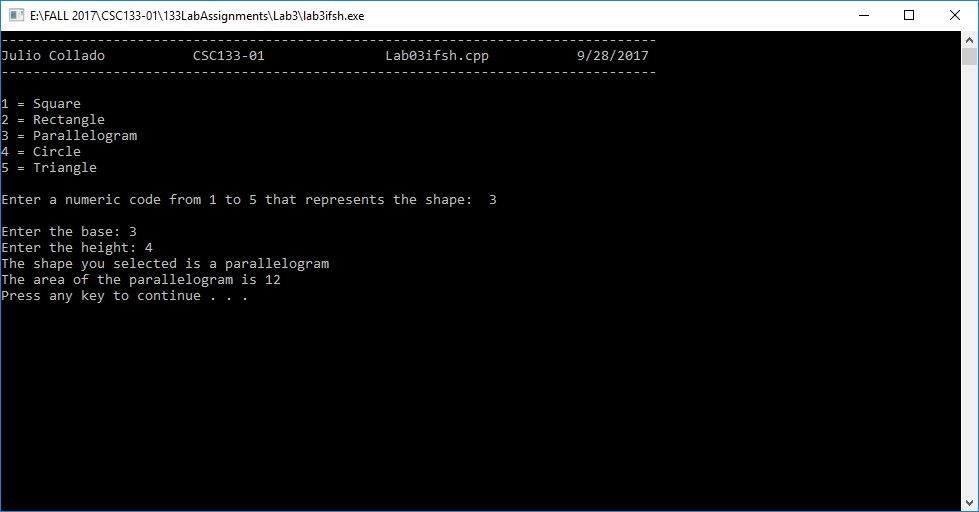 E:\FALL 2017\CSC133-01\133LabAssignments\Lab3\lab3ifsh.exe
----------------------------------------------------------------------------------
Julio Collado           CSC133-01               Lab03ifsh.cpp           9/28/2017
----------------------------------------------------------------------------------
1 = Square
2 = Rectangle
3 = Parallelogram
4 = Circle
5 = Triangle
Enter a numeric code from 1 to 5 that represents the shape:  3
Enter the base: 3
Enter the height: 4
The shape you selected is a parallelogram
The area of the parallelogram is 12
Press any key to continue . . .